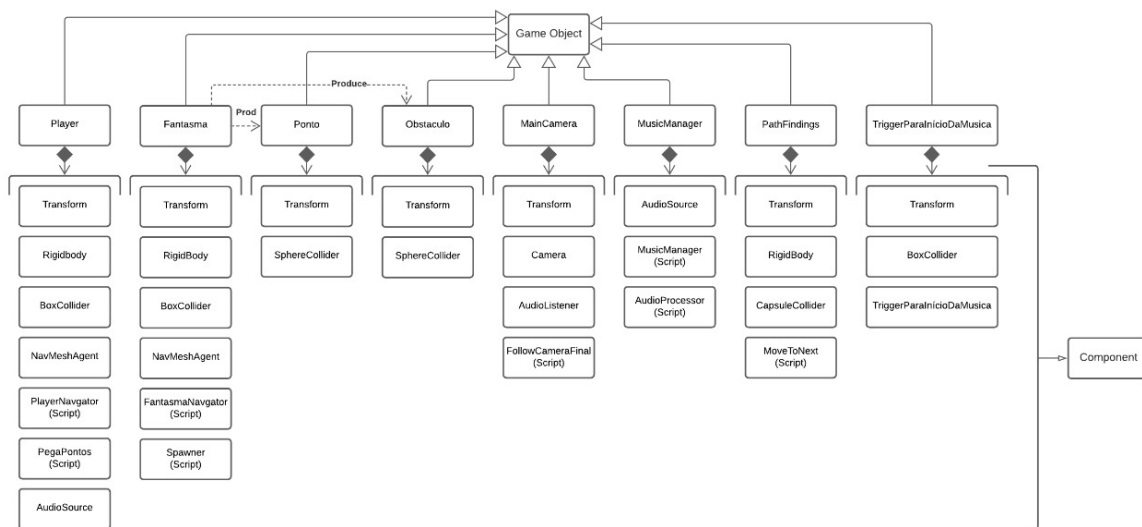 Game Object
Produce
Prod
Player
Fantasma
Ponto
Obstaculo
MainCamera
MusicManager
PathFindings
TriggerParaInícioDaMusica
Transform
Rigidbody
BoxCollider
NavMeshAgent
PlayerNavgator
(Script)
PegaPontos
(Script)
AudioSource
Transform
RigidBody
BoxCollider
NavMeshAgent
FantasmaNavgator
(Script)
Spawner
(Script)
Transform
SphereCollider
Transform
SphereCollider
Transform
Camera
AudioListener
FollowCameraFinal
(Script)
AudioSource
MusicManager
(Script)
AudioProcessor
(Script)
Transform
RigidBody
CapsuleCollider
MoveToNext
(Script)
Transform
BoxCollider
TriggerParaInícioDaMusica
Component